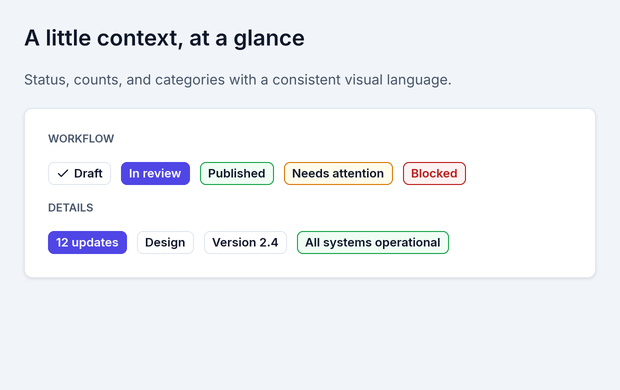 A little context, at a glance
Status, counts, and categories with a consistent visual language.
WORKFLOW
Draft In review Published Needs attention Blocked
DETAILS
12 updates Design Version 2.4 All systems operational